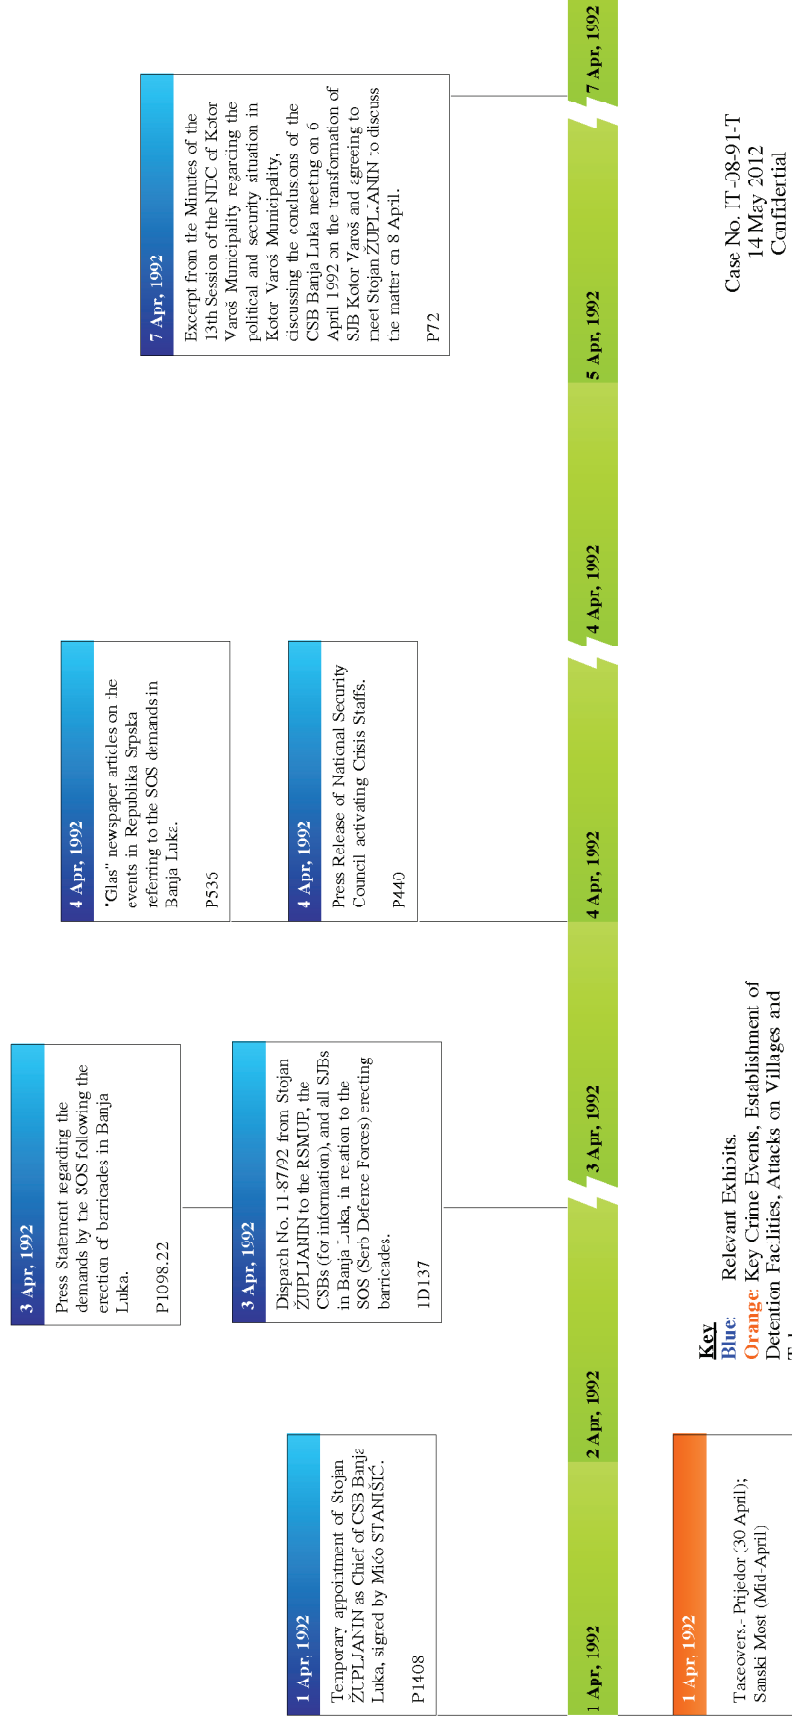 3 Apr, 1992
Press Statement regarding the
demands by the SOS following the
erection of barricades in Banja
Luka.
P1098.22
4 Apr, 1992
"Glas" newspaper articles on the
events in Republika Srpska
referring to the SOS demands in
Banja Luka.
P535
7 Apr, 1992
Excerpt from the Minutes of the
13th Session of the NDC of Kotor
Varoš Municipality regarding the
political and security situation in
Kotor Varoš Municipality,
discussing the conclusions of the
CSB Banja Luka meeting on 6
April 1992 on the transformation of
SJB Kotor Varoš and agreeing to
meet Stojan ŽUPLJANIN to discuss
the matter on 8 April.
P72
1 Apr, 1992
Temporary appointment of Stojan
ŽUPLJANIN as Chief of CSB Banja
Luka, signed by Mićo STANIŠIĆ.
P1408
3 Apr, 1992
Dispatch No. 11-87/92 from Stojan
ŽUPLJANIN to the RSMUP, the
CSBs (for information), and all SJBs
in Banja Luka, in relation to the
SOS (Serb Defence Forces) erecting
barricades.
1D137
4 Apr, 1992
Press Release of National Security
Council activating Crisis Staffs.
P440
1 Apr, 1992
2 Apr, 1992
3 Apr, 1992
4 Apr, 1992
4 Apr, 1992
5 Apr, 1992
7 Apr, 1992
1 Apr, 1992
Takeovers.- Prijedor (30 April);
Sanski Most (Mid-April)
Key
Blue: Relevant Exhibits.
Orange: Key Crime Events, Establishment of
Detention Facilities, Attacks on Villages and
Case No. IT-08-91-T
14 May 2012
Confidential